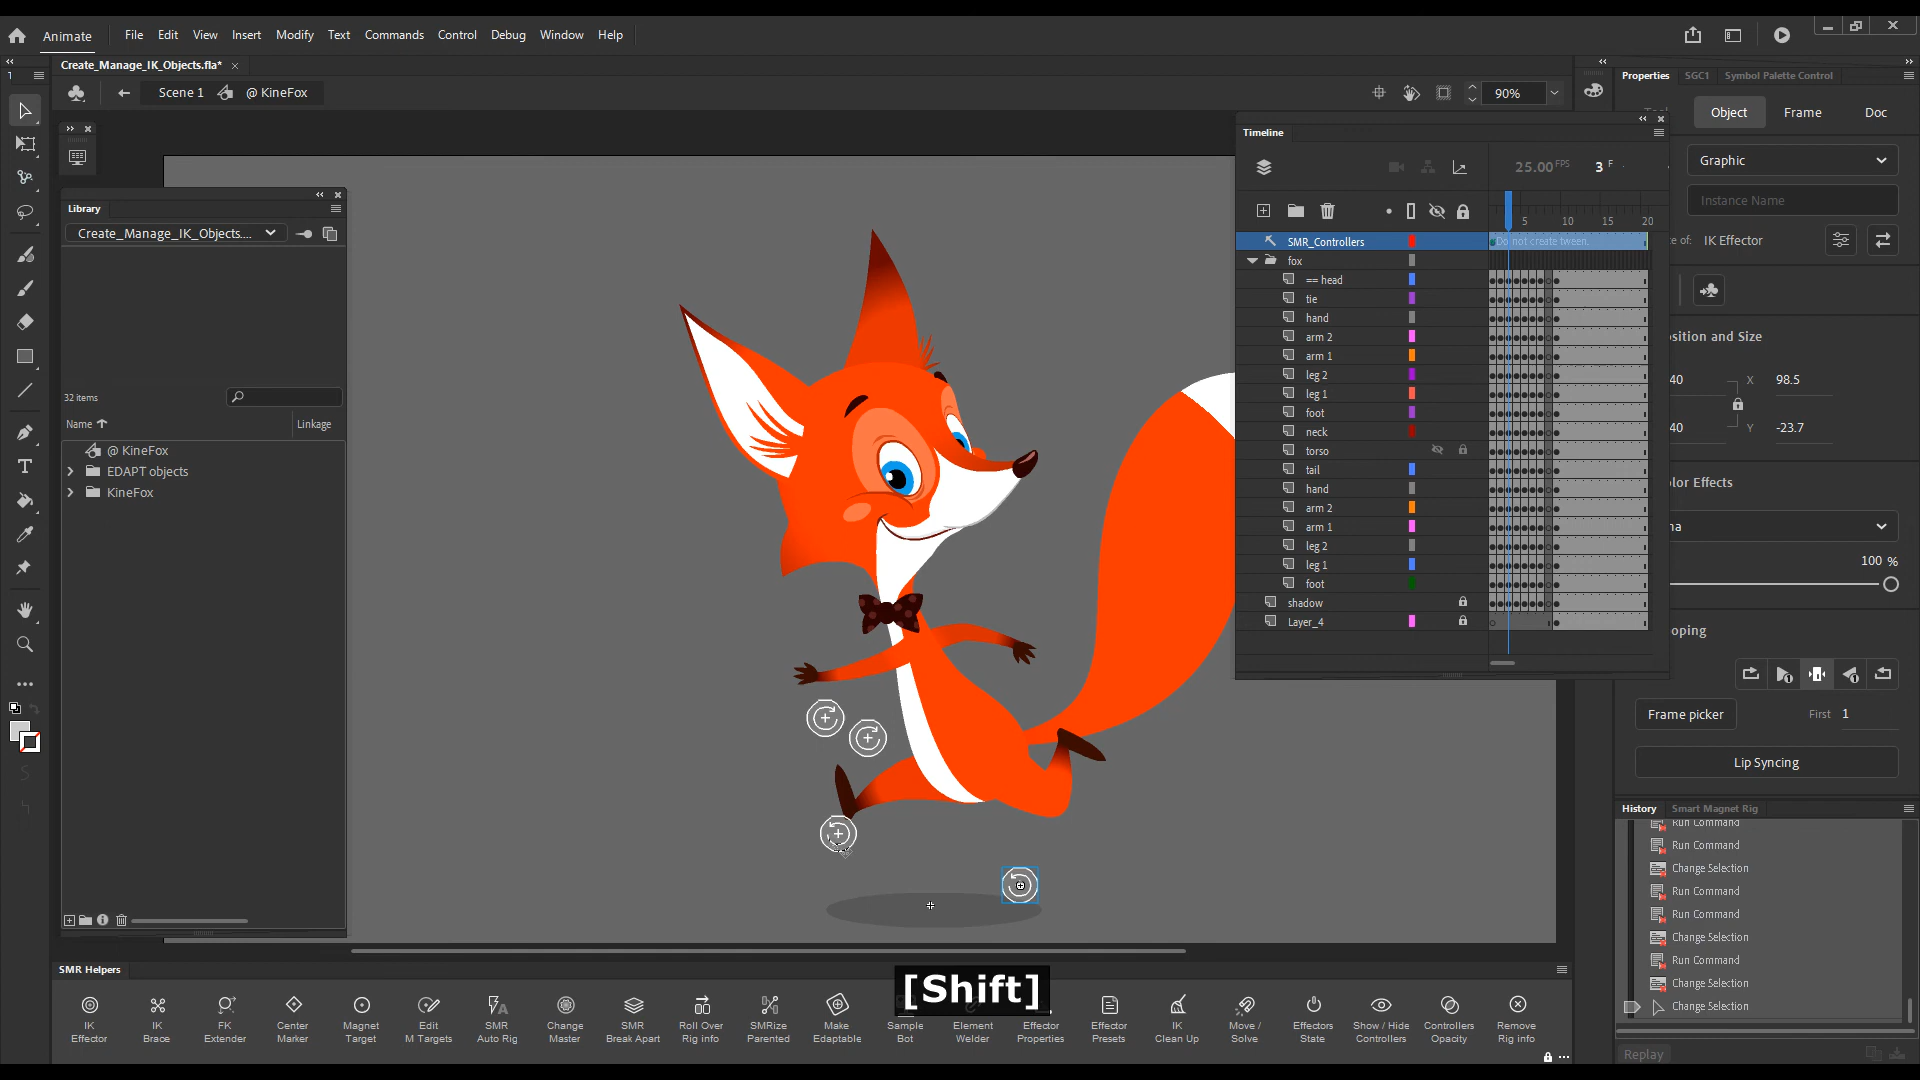 Animate
File Edit View Insert Modify Text Commands Control Debug Window Help
Create_Manage_IK_Objects.fla*
Scene 1 @ KineFox
90%
Library
Create_Manage_IK_Objects....
32 items
Name Linkage
@ KineFox
EDAPT objects
KineFox
Timeline
25.00 FPS 3 F
5 10 15 20
SMR_Controllers Do not create tween.
fox
== head
tie
hand
arm 2
arm 1
leg 2
leg 1
foot
neck
torso
tail
hand
arm 2
arm 1
leg 2
leg 1
foot
shadow
Layer_4
Properties SGC1 Symbol Palette Control
Object Frame Doc
Graphic
Instance Name
IK Effector
osition and Size
40 X 98.5
40 Y -23.7
olor Effects
100 %
oping
Frame picker First 1
Lip Syncing
History Smart Magnet Rig
Run Command
Run Command
Change Selection
Run Command
Run Command
Change Selection
Run Command
Change Selection
Change Selection
Replay
[Shift]
SMR Helpers
IK Effector
IK Brace
FK Extender
Center Marker
Magnet Target
Edit M Targets
SMR Auto Rig
Change Master
SMR Break Apart
Roll Over Rig info
SMRize Parented
Make Adaptable
Sample Bot
Element Welder
Effector Properties
Effector Presets
IK Clean Up
Move / Solve
Effectors State
Show / Hide Controllers
Controllers Opacity
Remove Rig info